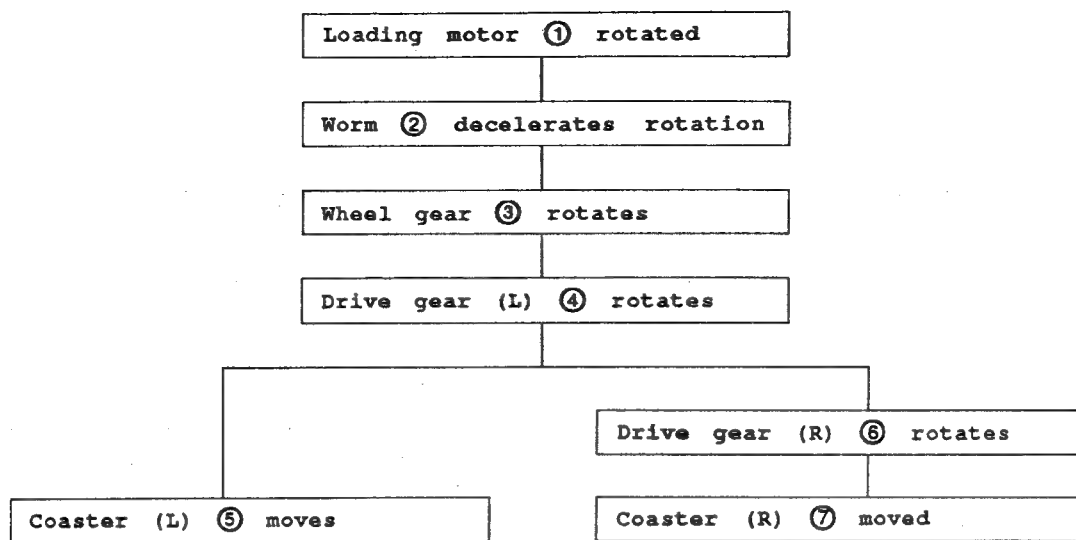 Loading motor ① rotated
Worm ② decelerates rotation
Wheel gear ③ rotates
Drive gear (L) ④ rotates
Drive gear (R) ⑥ rotates
Coaster (L) ⑤ moves
Coaster (R) ⑦ moved